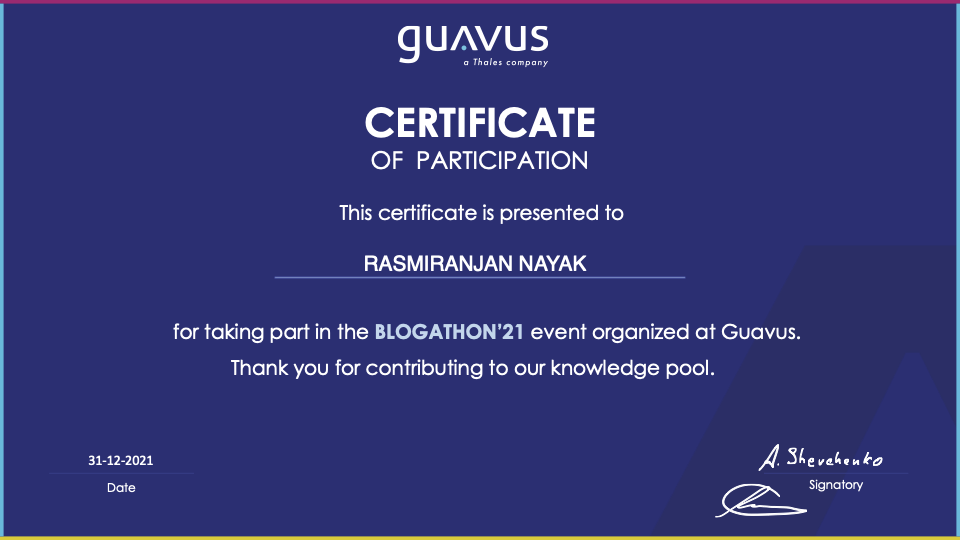 guavus
a Thales company
CERTIFICATE
OF PARTICIPATION
This certificate is presented to
RASMIRANJAN NAYAK
for taking part in the BLOGATHON’21 event organized at Guavus.
Thank you for contributing to our knowledge pool.
31-12-2021
Date
A. Shevchenko
Signatory